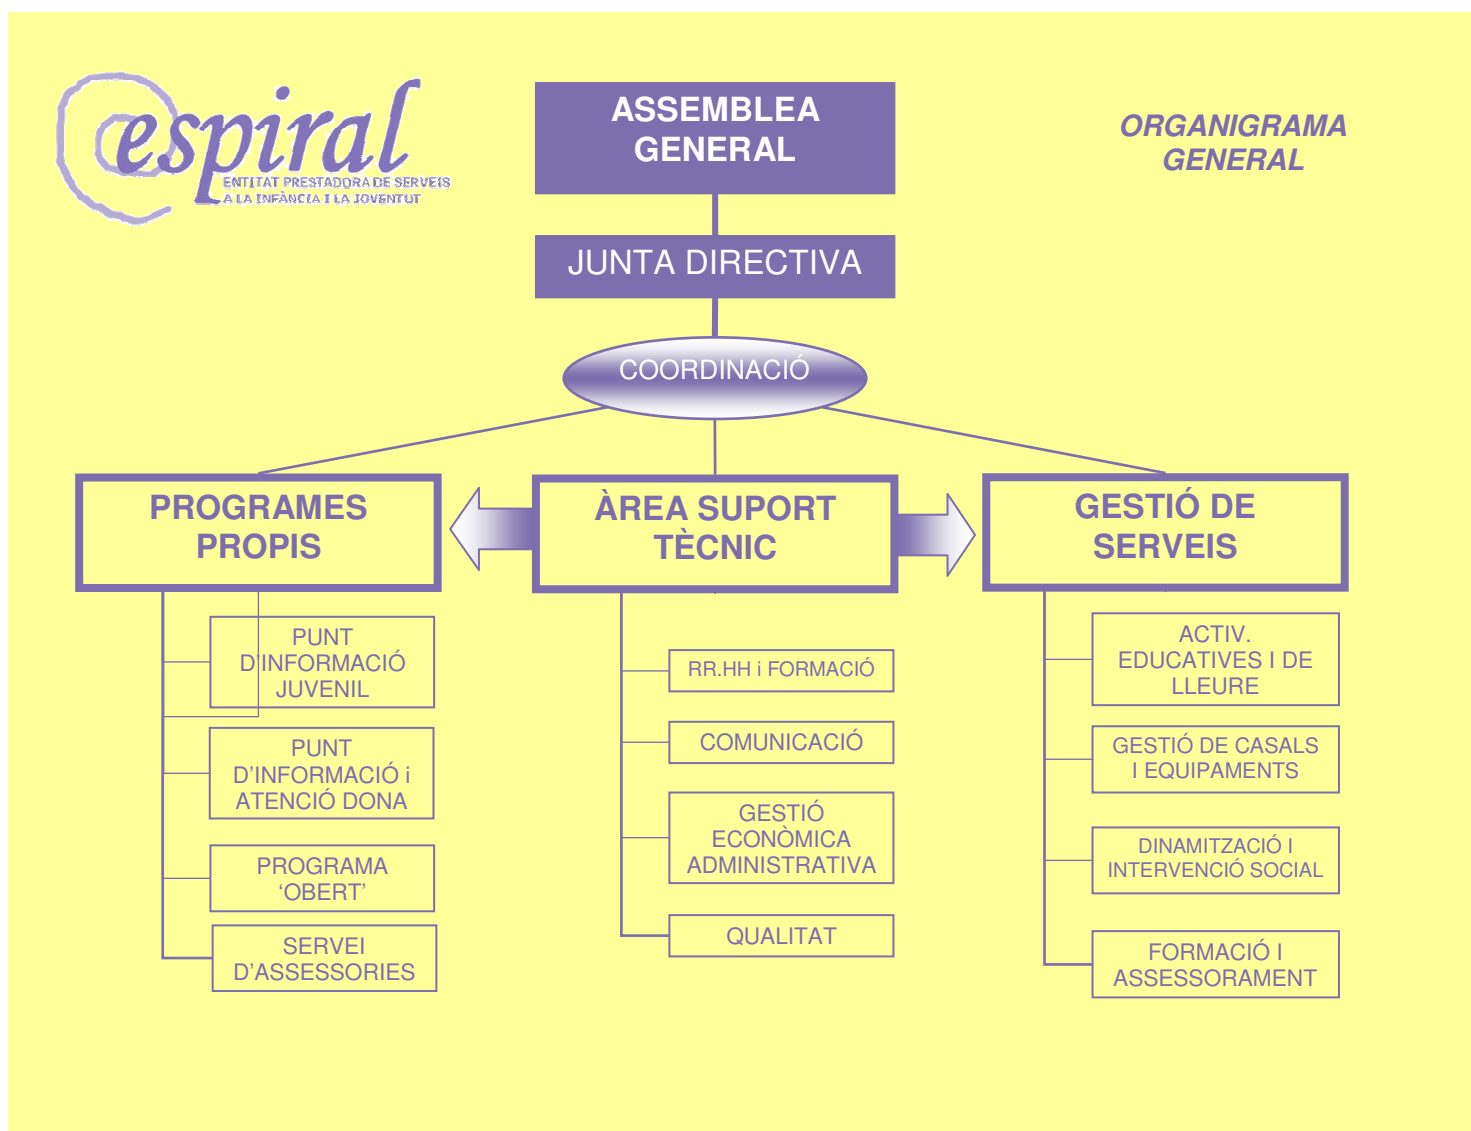 espiral
ENTITAT PRESTADORA DE SERVEIS
A LA INFÀNCIA I LA JOVENTUT
ASSEMBLEA
GENERAL
ORGANIGRAMA
GENERAL
JUNTA DIRECTIVA
COORDINACIÓ
PROGRAMES
PROPIS
ÀREA SUPORT
TÈCNIC
GESTIÓ DE
SERVEIS
PUNT
D'INFORMACIÓ
JUVENIL
PUNT
D'INFORMACIÓ i
ATENCIÓ DONA
PROGRAMA
‘OBERT’
SERVEI
D'ASSESSORIES
RR.HH i FORMACIÓ
COMUNICACIÓ
GESTIÓ
ECONÒMICA
ADMINISTRATIVA
QUALITAT
ACTIV.
EDUCATIVES I DE
LLEURE
GESTIÓ DE CASALS
I EQUIPAMENTS
DINAMITZACIÓ I
INTERVENCIÓ SOCIAL
FORMACIÓ I
ASSESSORAMENT